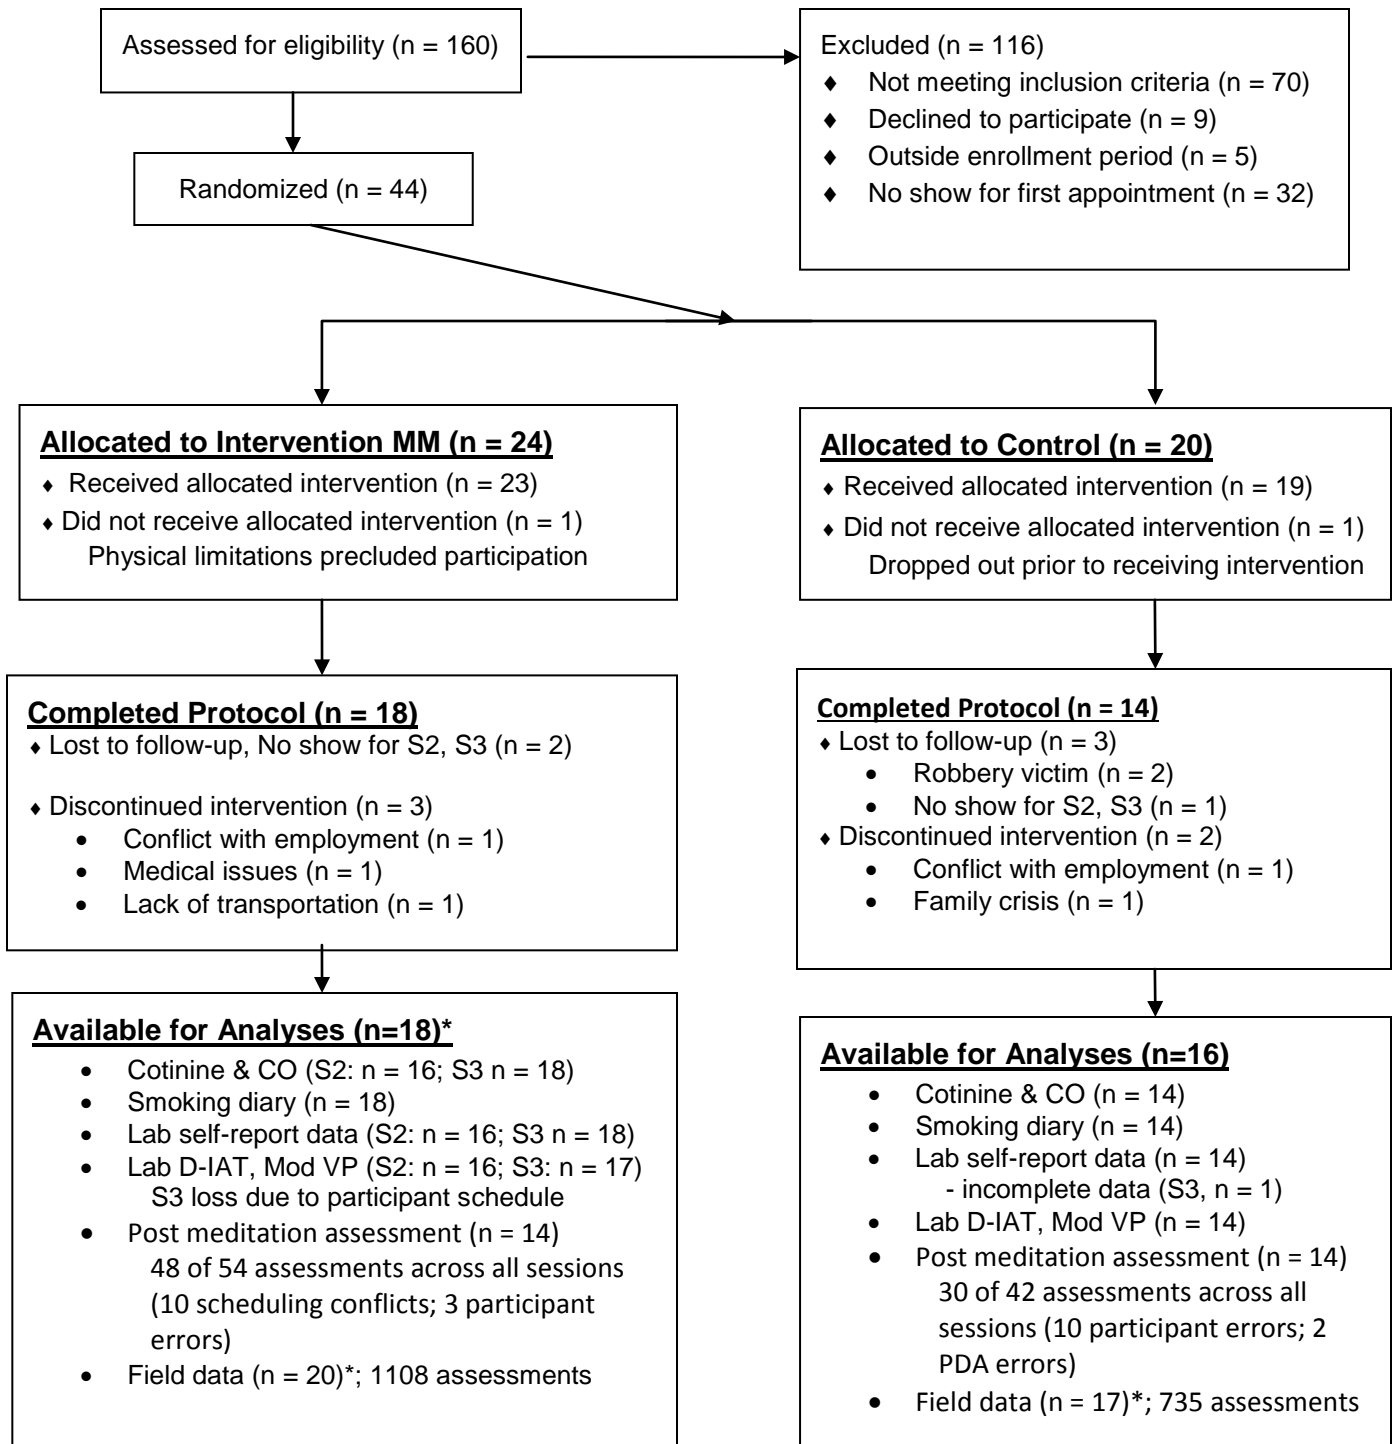 Assessed for eligibility (n = 160)
Excluded (n = 116)
♦ Not meeting inclusion criteria (n = 70)
♦ Declined to participate (n = 9)
♦ Outside enrollment period (n = 5)
♦ No show for first appointment (n = 32)
Randomized (n = 44)
Allocated to Intervention MM (n = 24)
♦ Received allocated intervention (n = 23)
♦ Did not receive allocated intervention (n = 1)
Physical limitations precluded participation
Allocated to Control (n = 20)
♦ Received allocated intervention (n = 19)
♦ Did not receive allocated intervention (n = 1)
Dropped out prior to receiving intervention
Completed Protocol (n = 18)
♦ Lost to follow-up, No show for S2, S3 (n = 2)
♦ Discontinued intervention (n = 3)
• Conflict with employment (n = 1)
• Medical issues (n = 1)
• Lack of transportation (n = 1)
Completed Protocol (n = 14)
♦ Lost to follow-up (n = 3)
• Robbery victim (n = 2)
• No show for S2, S3 (n = 1)
♦ Discontinued intervention (n = 2)
• Conflict with employment (n = 1)
• Family crisis (n = 1)
Available for Analyses (n=18)*
• Cotinine & CO (S2: n = 16; S3 n = 18)
• Smoking diary (n = 18)
• Lab self-report data (S2: n = 16; S3 n = 18)
• Lab D-IAT, Mod VP (S2: n = 16; S3: n = 17)
S3 loss due to participant schedule
• Post meditation assessment (n = 14)
48 of 54 assessments across all sessions
(10 scheduling conflicts; 3 participant
errors)
• Field data (n = 20)*; 1108 assessments
Available for Analyses (n=16)
• Cotinine & CO (n = 14)
• Smoking diary (n = 14)
• Lab self-report data (n = 14)
- incomplete data (S3, n = 1)
• Lab D-IAT, Mod VP (n = 14)
• Post meditation assessment (n = 14)
30 of 42 assessments across all
sessions (10 participant errors; 2
PDA errors)
• Field data (n = 17)*; 735 assessments